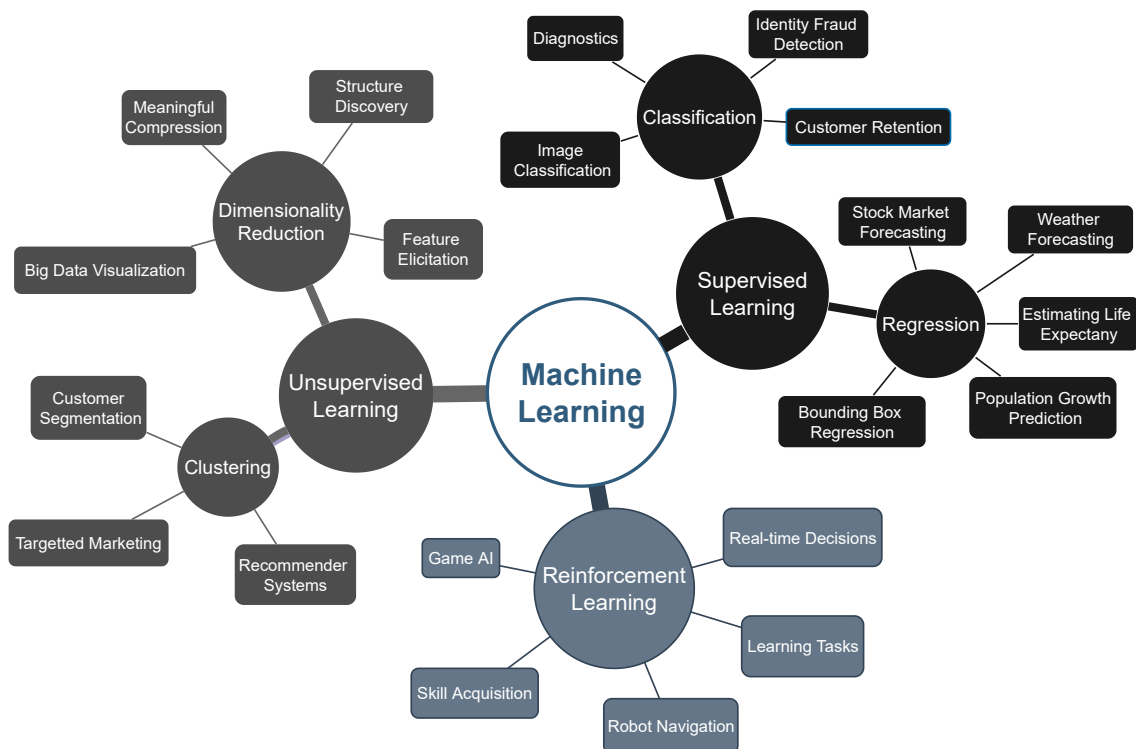 Machine
Learning
Supervised
Learning
Classification
Diagnostics
Identity Fraud
Detection
Customer Retention
Image
Classification
Regression
Stock Market
Forecasting
Weather
Forecasting
Estimating Life
Expectany
Population Growth
Prediction
Bounding Box
Regression
Unsupervised
Learning
Dimensionality
Reduction
Meaningful
Compression
Structure
Discovery
Feature
Elicitation
Big Data Visualization
Clustering
Customer
Segmentation
Targetted Marketing
Recommender
Systems
Reinforcement
Learning
Game AI
Real-time Decisions
Learning Tasks
Robot Navigation
Skill Acquisition